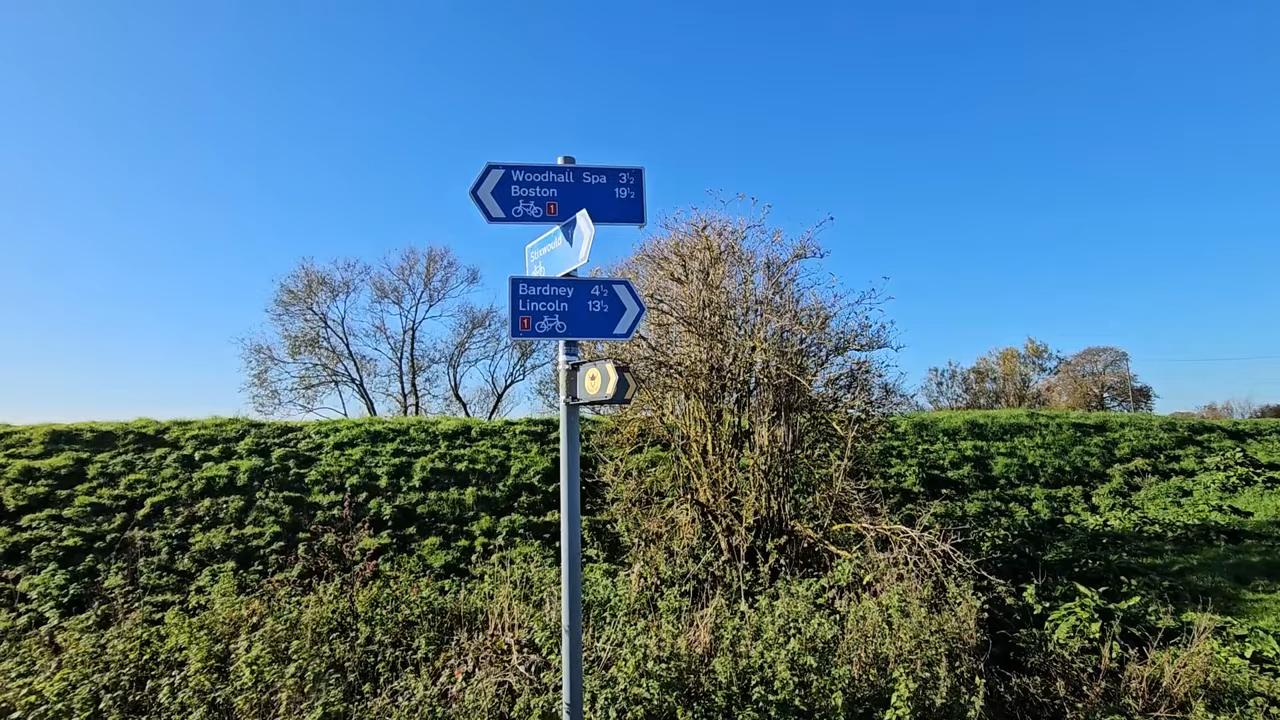 Woodhall Spa 3½
Boston 19½
1
Stixwould
Bardney 4½
Lincoln 13½
1